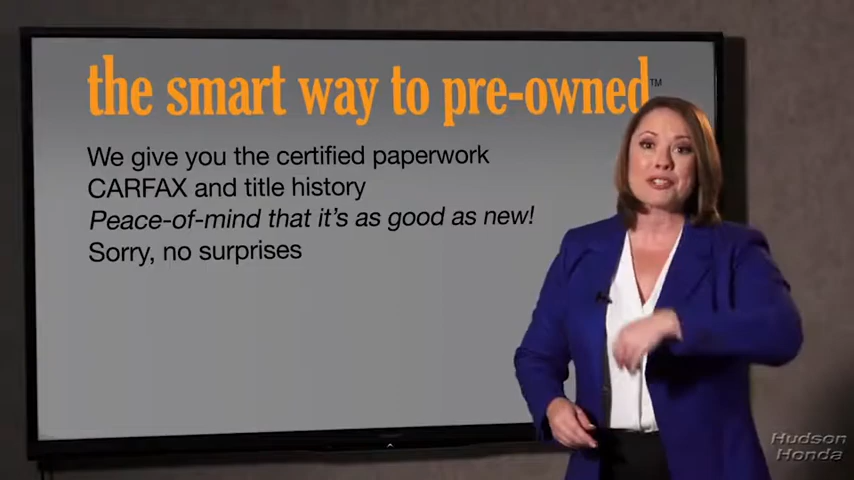 the smart way to pre-owned™
We give you the certified paperwork
CARFAX and title history
Peace-of-mind that it's as good as new!
Sorry, no surprises
Hudson
Honda